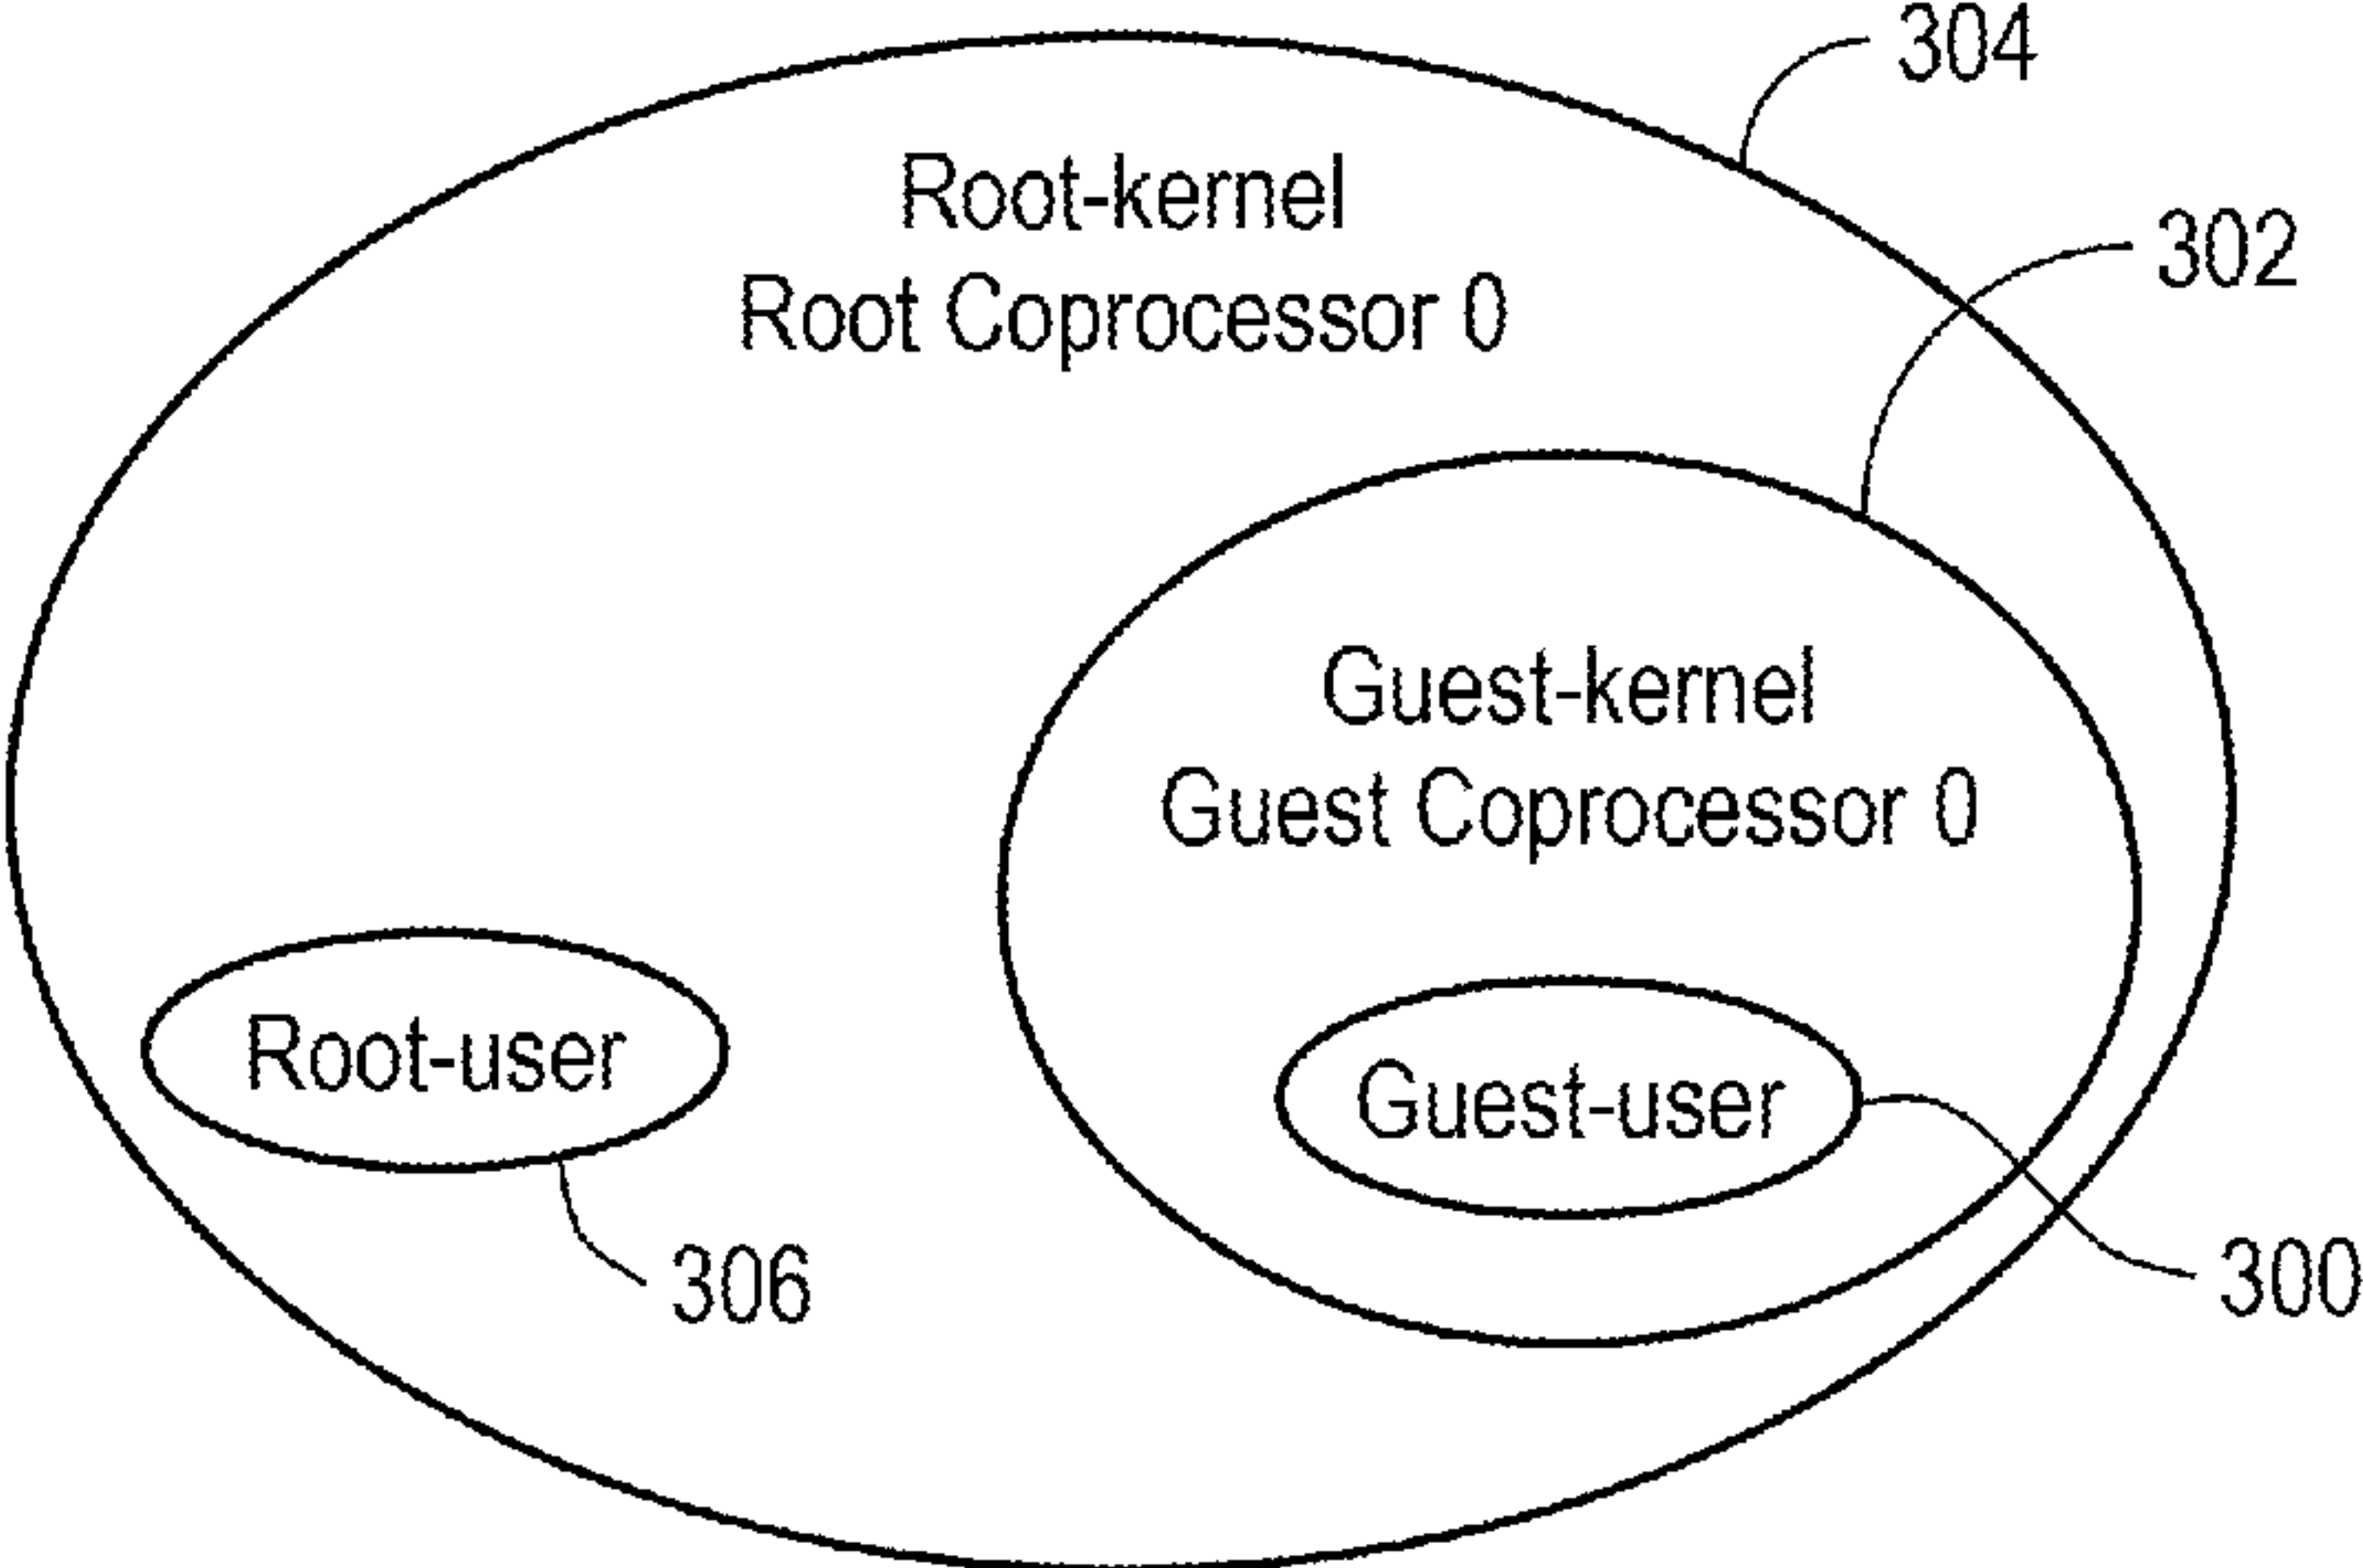 304
Root-kernel
Root Coprocessor 0
302
Guest-kernel
Guest Coprocessor 0
Root-user
Guest-user
306
300